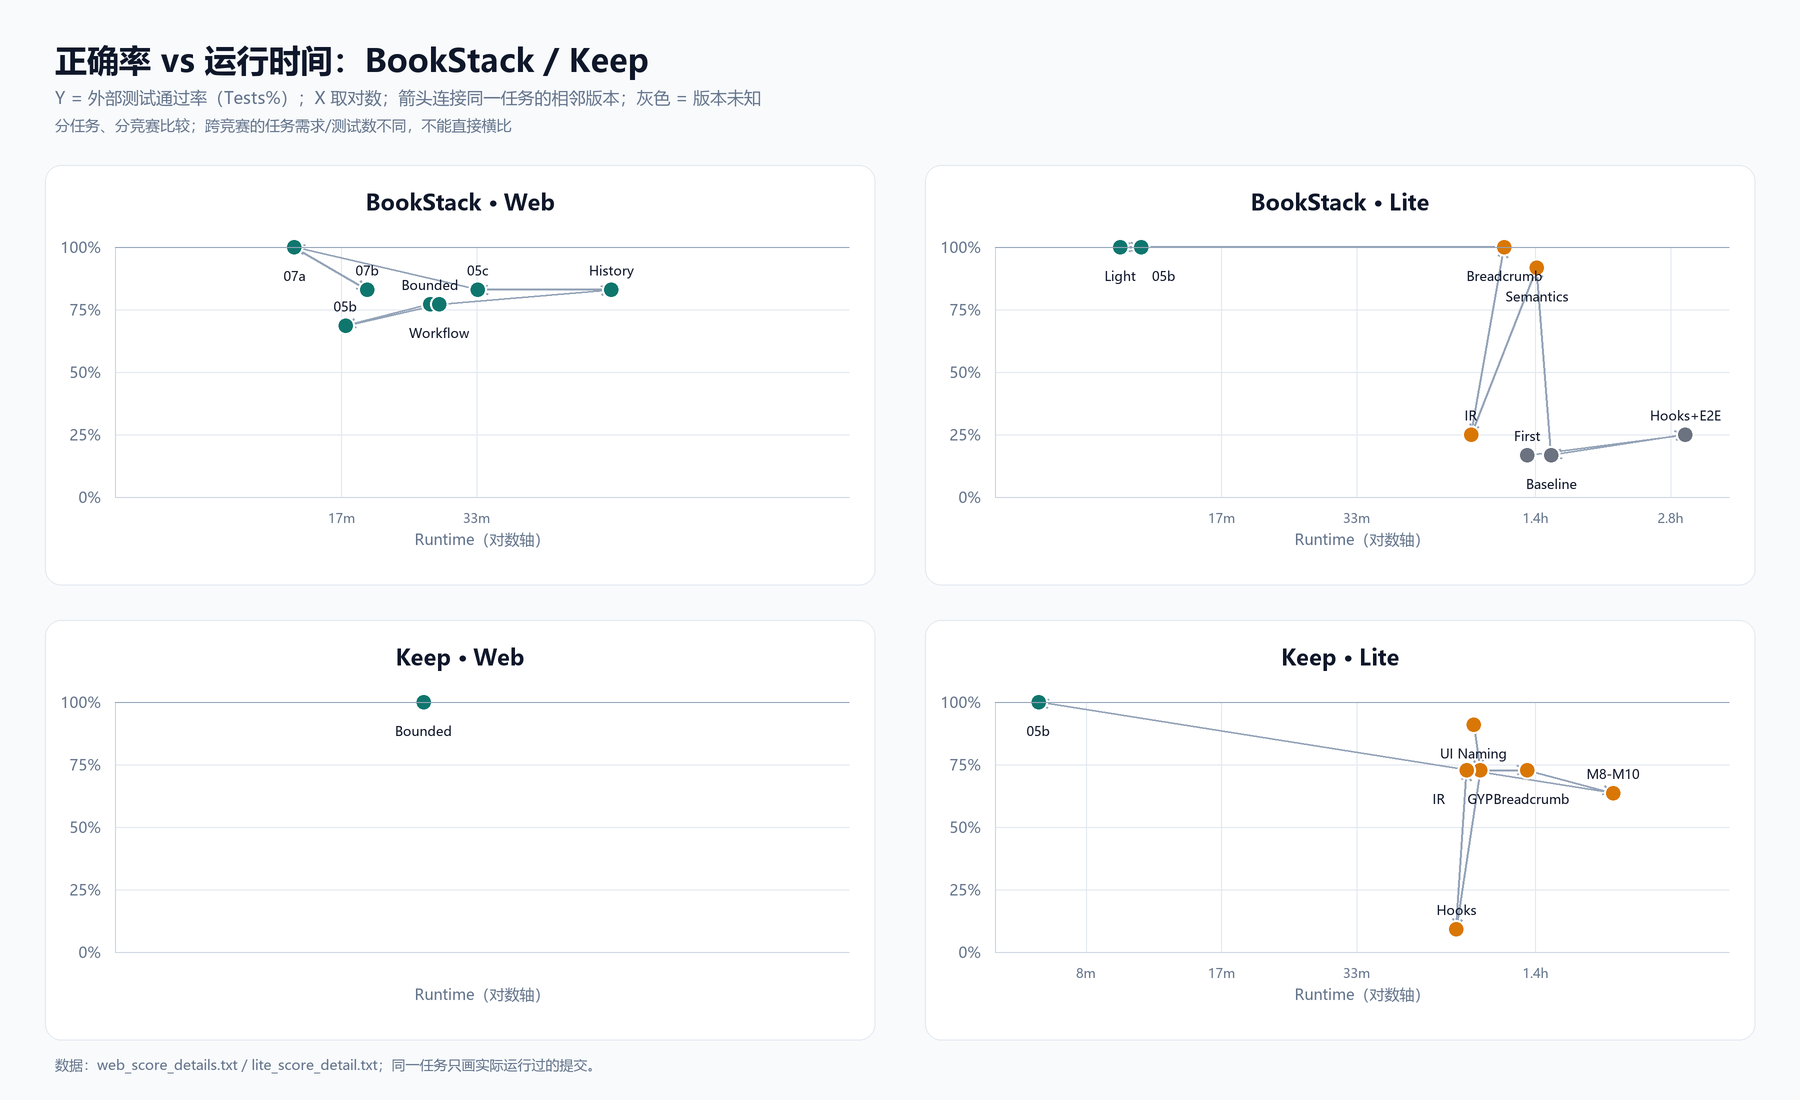 正确率 vs 运行时间：BookStack / Keep
Y = 外部测试通过率（Tests%）；X 取对数；箭头连接同一任务的相邻版本；灰色 = 版本未知
分任务、分竞赛比较；跨竞赛的任务需求/测试数不同，不能直接横比
BookStack • Web
100%
75%
50%
25%
0%
07a
07b
05c
History
Bounded
05b
Workflow
17m
33m
Runtime（对数轴）
BookStack • Lite
100%
75%
50%
25%
0%
Light
05b
Breadcrumb
Semantics
IR
First
Hooks+E2E
Baseline
17m
33m
1.4h
2.8h
Runtime（对数轴）
Keep • Web
100%
75%
50%
25%
0%
Bounded
Runtime（对数轴）
Keep • Lite
100%
75%
50%
25%
0%
05b
UI Naming
M8-M10
IR
GYP
Breadcrumb
Hooks
8m
17m
33m
1.4h
Runtime（对数轴）
数据：web_score_details.txt / lite_score_detail.txt；同一任务只画实际运行过的提交。